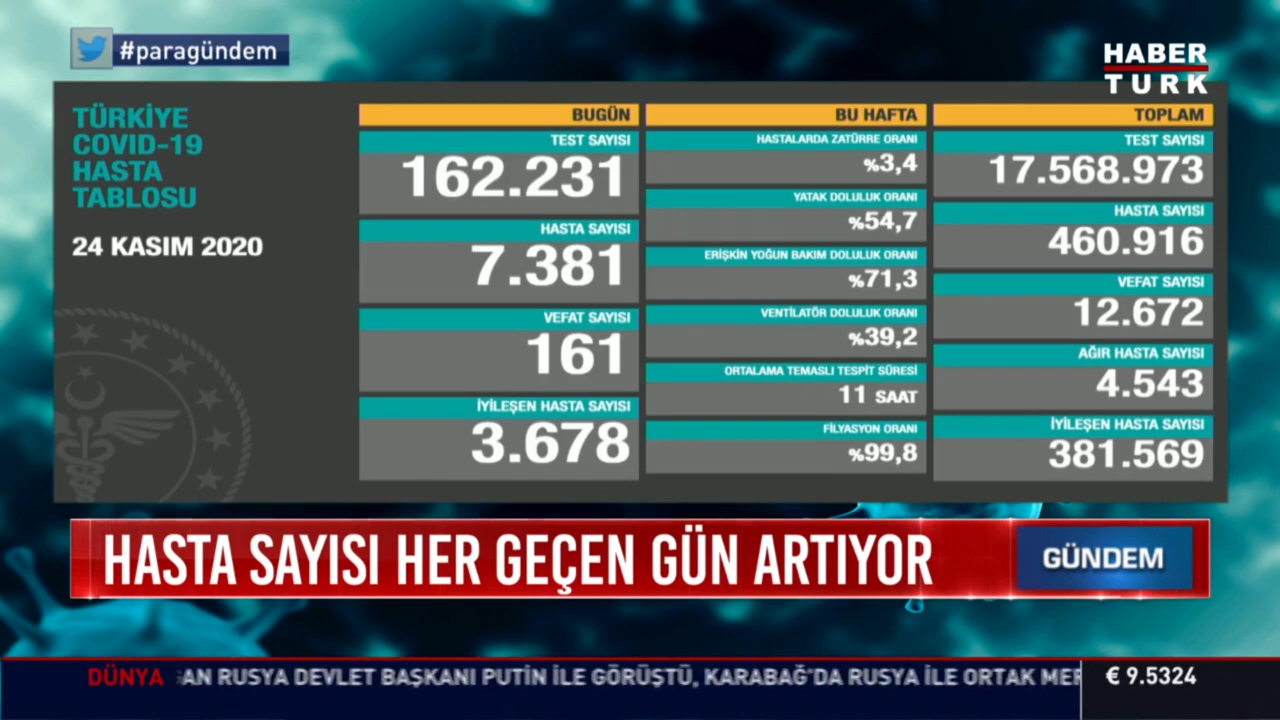 #paragündem
HABER
TURK
TÜRKİYE
COVID-19
HASTA
TABLOSU
24 KASIM 2020
BUGÜN
TEST SAYISI
162.231
HASTA SAYISI
7.381
VEFAT SAYISI
161
İYİLEŞEN HASTA SAYISI
3.678
BU HAFTA
HASTALARDA ZATÜRRE ORANI
%3,4
YATAK DOLULUK ORANI
%54,7
ERİŞKİN YOĞUN BAKIM DOLULUK ORANI
%71,3
VENTİLATÖR DOLULUK ORANI
%39,2
ORTALAMA TEMASLI TESPİT SÜRESİ
11 SAAT
FİLYASYON ORANI
%99,8
TOPLAM
TEST SAYISI
17.568.973
HASTA SAYISI
460.916
VEFAT SAYISI
12.672
AĞIR HASTA SAYISI
4.543
İYİLEŞEN HASTA SAYISI
381.569
HASTA SAYISI HER GEÇEN GÜN ARTIYOR
GÜNDEM
DÜNYA AN RUSYA DEVLET BAŞKANI PUTİN İLE GÖRÜŞTÜ, KARABAĞ'DA RUSYA İLE ORTAK MER
€ 9.5324